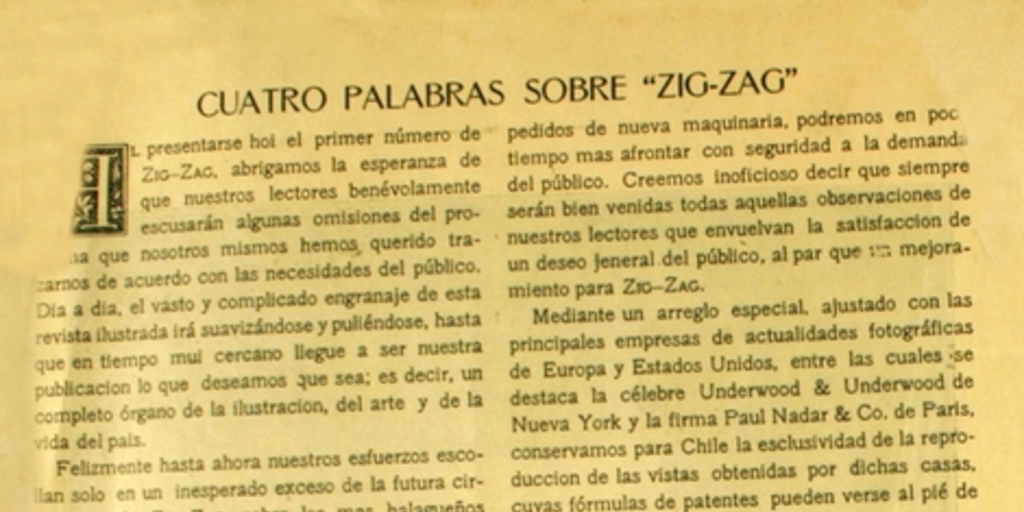 CUATRO PALABRAS SOBRE “ZIG-ZAG”
IL presentarse hoi el primer número de
ZIG-ZAG, abrigamos la esperanza de
que nuestros lectores benévolamente
escusarán algunas omisiones del pro-
que nosotros mismos hemos querido tra-
zarnos de acuerdo con las necesidades del público.
Dia a dia, el vasto y complicado engranaje de esta
revista ilustrada irá suavizándose y puliéndose, hasta
que en tiempo mui cercano llegue a ser nuestra
publicacion lo que deseamos que sea; es decir, un
completo órgano de la ilustracion, del arte y de la
vida del pais.
Felizmente hasta ahora nuestros esfuerzos esco-
llan solo en un inesperado exceso de la futura cir-
sobre las mas halagueños
pedidos de nueva maquinaria, podremos en poc
tiempo mas afrontar con seguridad a la demand
del público. Creemos inoficioso decir que siempre
serán bien venidas todas aquellas observaciones de
nuestros lectores que envuelvan la satisfaccion de
un deseo jeneral del público, al par que un mejora-
miento para ZIG-ZAG.
Mediante un arreglo especial, ajustado con las
principales empresas de actualidades fotográficas
de Europa y Estados Unidos, entre las cuales se
destaca la célebre Underwood & Underwood de
Nueva York y la firma Paul Nadar & Co. de Paris,
conservamos para Chile la esclusividad de la repro-
duccion de las vistas obtenidas por dichas casas,
cuyas fórmulas de patentes pueden verse al pié de